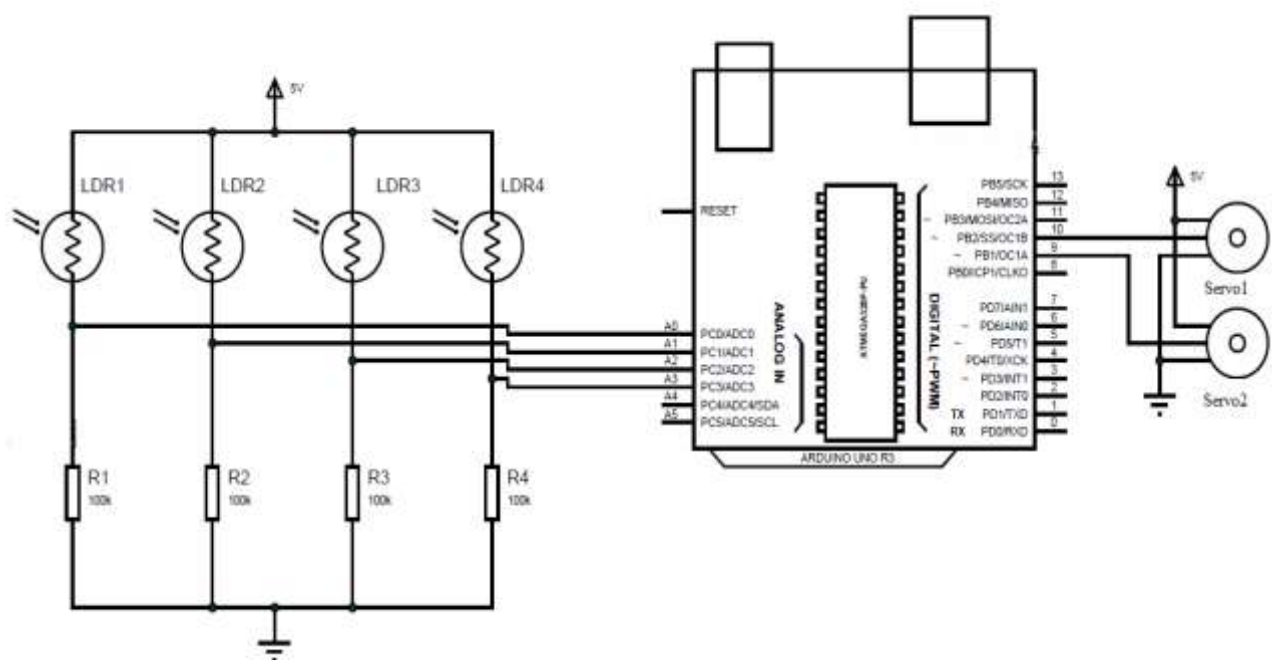 5V
LDR1
LDR2
LDR3
LDR4
R1
100k
R2
100k
R3
100k
R4
100k
RESET
A0 PC0/ADC0
A1 PC1/ADC1
A2 PC2/ADC2
A3 PC3/ADC3
A4 PC4/ADC4/SDA
A5 PC5/ADC5/SCL
ANALOG IN
ATMEGA328P-PU
DIGITAL (~PWM)
PB5/SCK 13
PB4/MISO 12
~ PB3/MOSI/OC2A 11
~ PB2/SS/OC1B 10
~ PB1/OC1A 9
PB0/ICP1/CLKO 8
PD7/AIN1 7
~ PD6/AIN0 6
~ PD5/T1 5
PD4/T0/XCK 4
~ PD3/INT1 3
PD2/INT0 2
TX PD1/TXD 1
RX PD0/RXD 0
ARDUINO UNO R3
5V
Servo1
Servo2